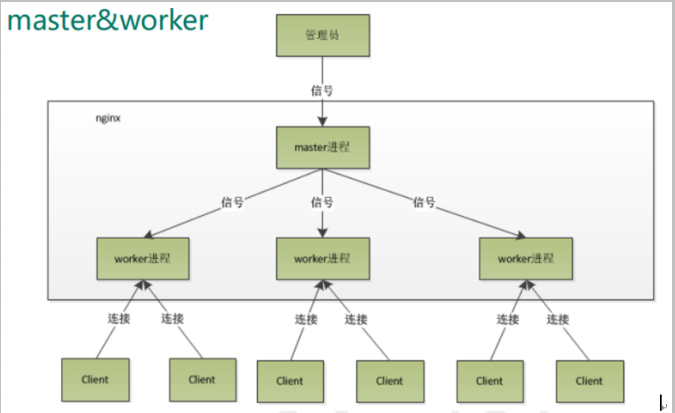 master&worker
管理员
信号
nginx
master进程
信号 信号 信号
worker进程 worker进程 worker进程
连接 连接 连接 连接 连接 连接
Client Client Client Client Client Client